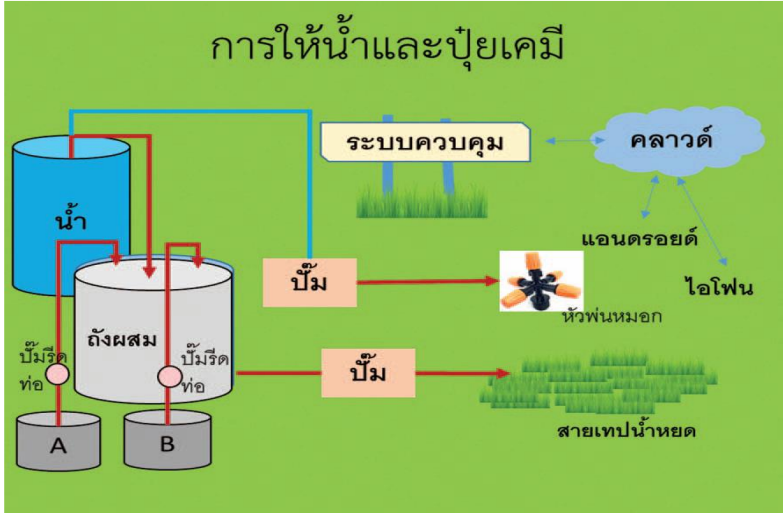 การให้น้ำและปุ๋ยเคมี
ระบบควบคุม
คลาวด์
น้ำ
แอนดรอยด์
ไอโฟน
ปั๊ม
หัวพ่นหมอก
ถังผสม
ปั๊มรีด
ท่อ
ปั๊มรีด
ท่อ
ปั๊ม
สายเทปน้ำหยด
A
B